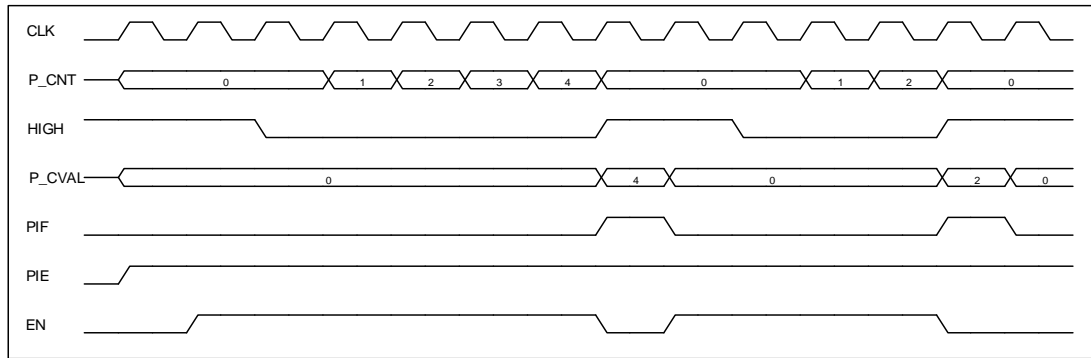 CLK
P_CNT 0 1 2 3 4 0 1 2 0
HIGH
P_CVAL 0 4 0 2 0
PIF
PIE
EN